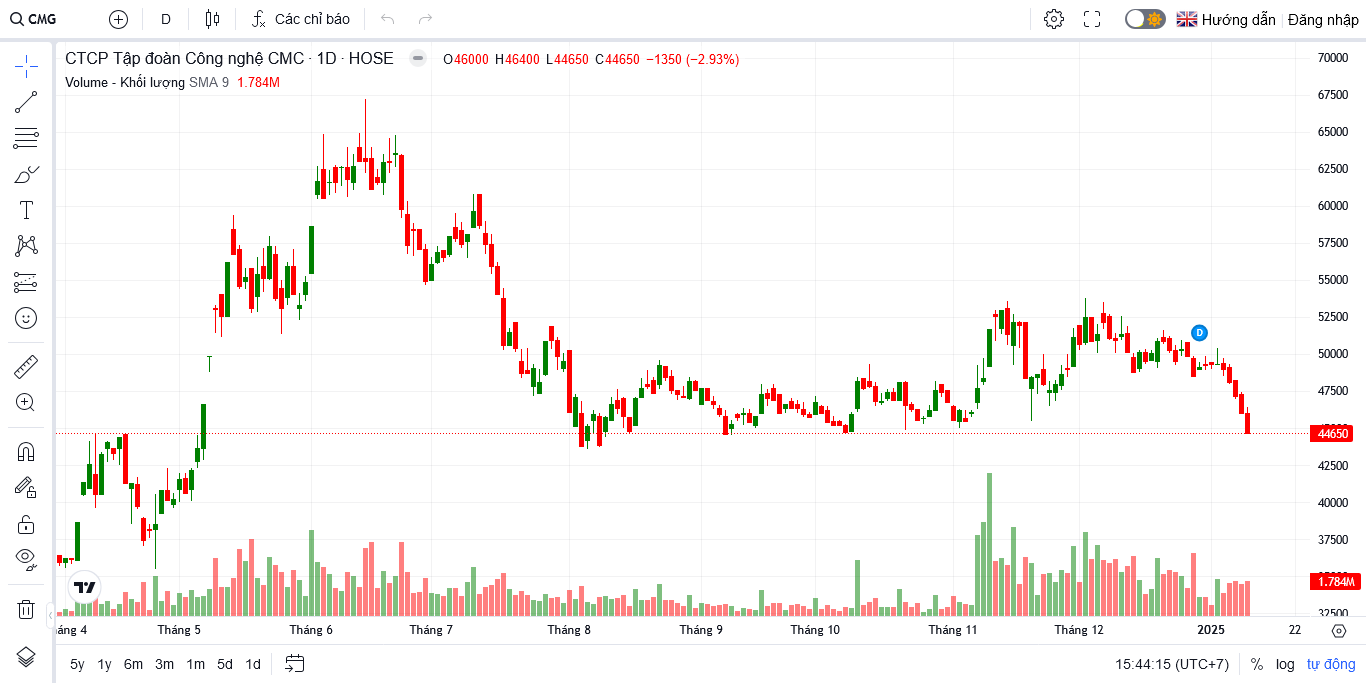 CMG D Các chỉ báo Hướng dẫn Đăng nhập
CTCP Tập đoàn Công nghệ CMC · 1D · HOSE O46000 H46400 L44650 C44650 −1350 (−2.93%)
Volume - Khối lượng SMA 9 1.784M
70000
67500
65000
62500
60000
57500
55000
52500
D
50000
47500
44650
42500
40000
37500
1.784M
32500
Tháng 5 Tháng 6 Tháng 7 Tháng 8 Tháng 9 Tháng 10 Tháng 11 Tháng 12 2025 22
5y 1y 6m 3m 1m 5d 1d 15:44:15 (UTC+7) % log tự động